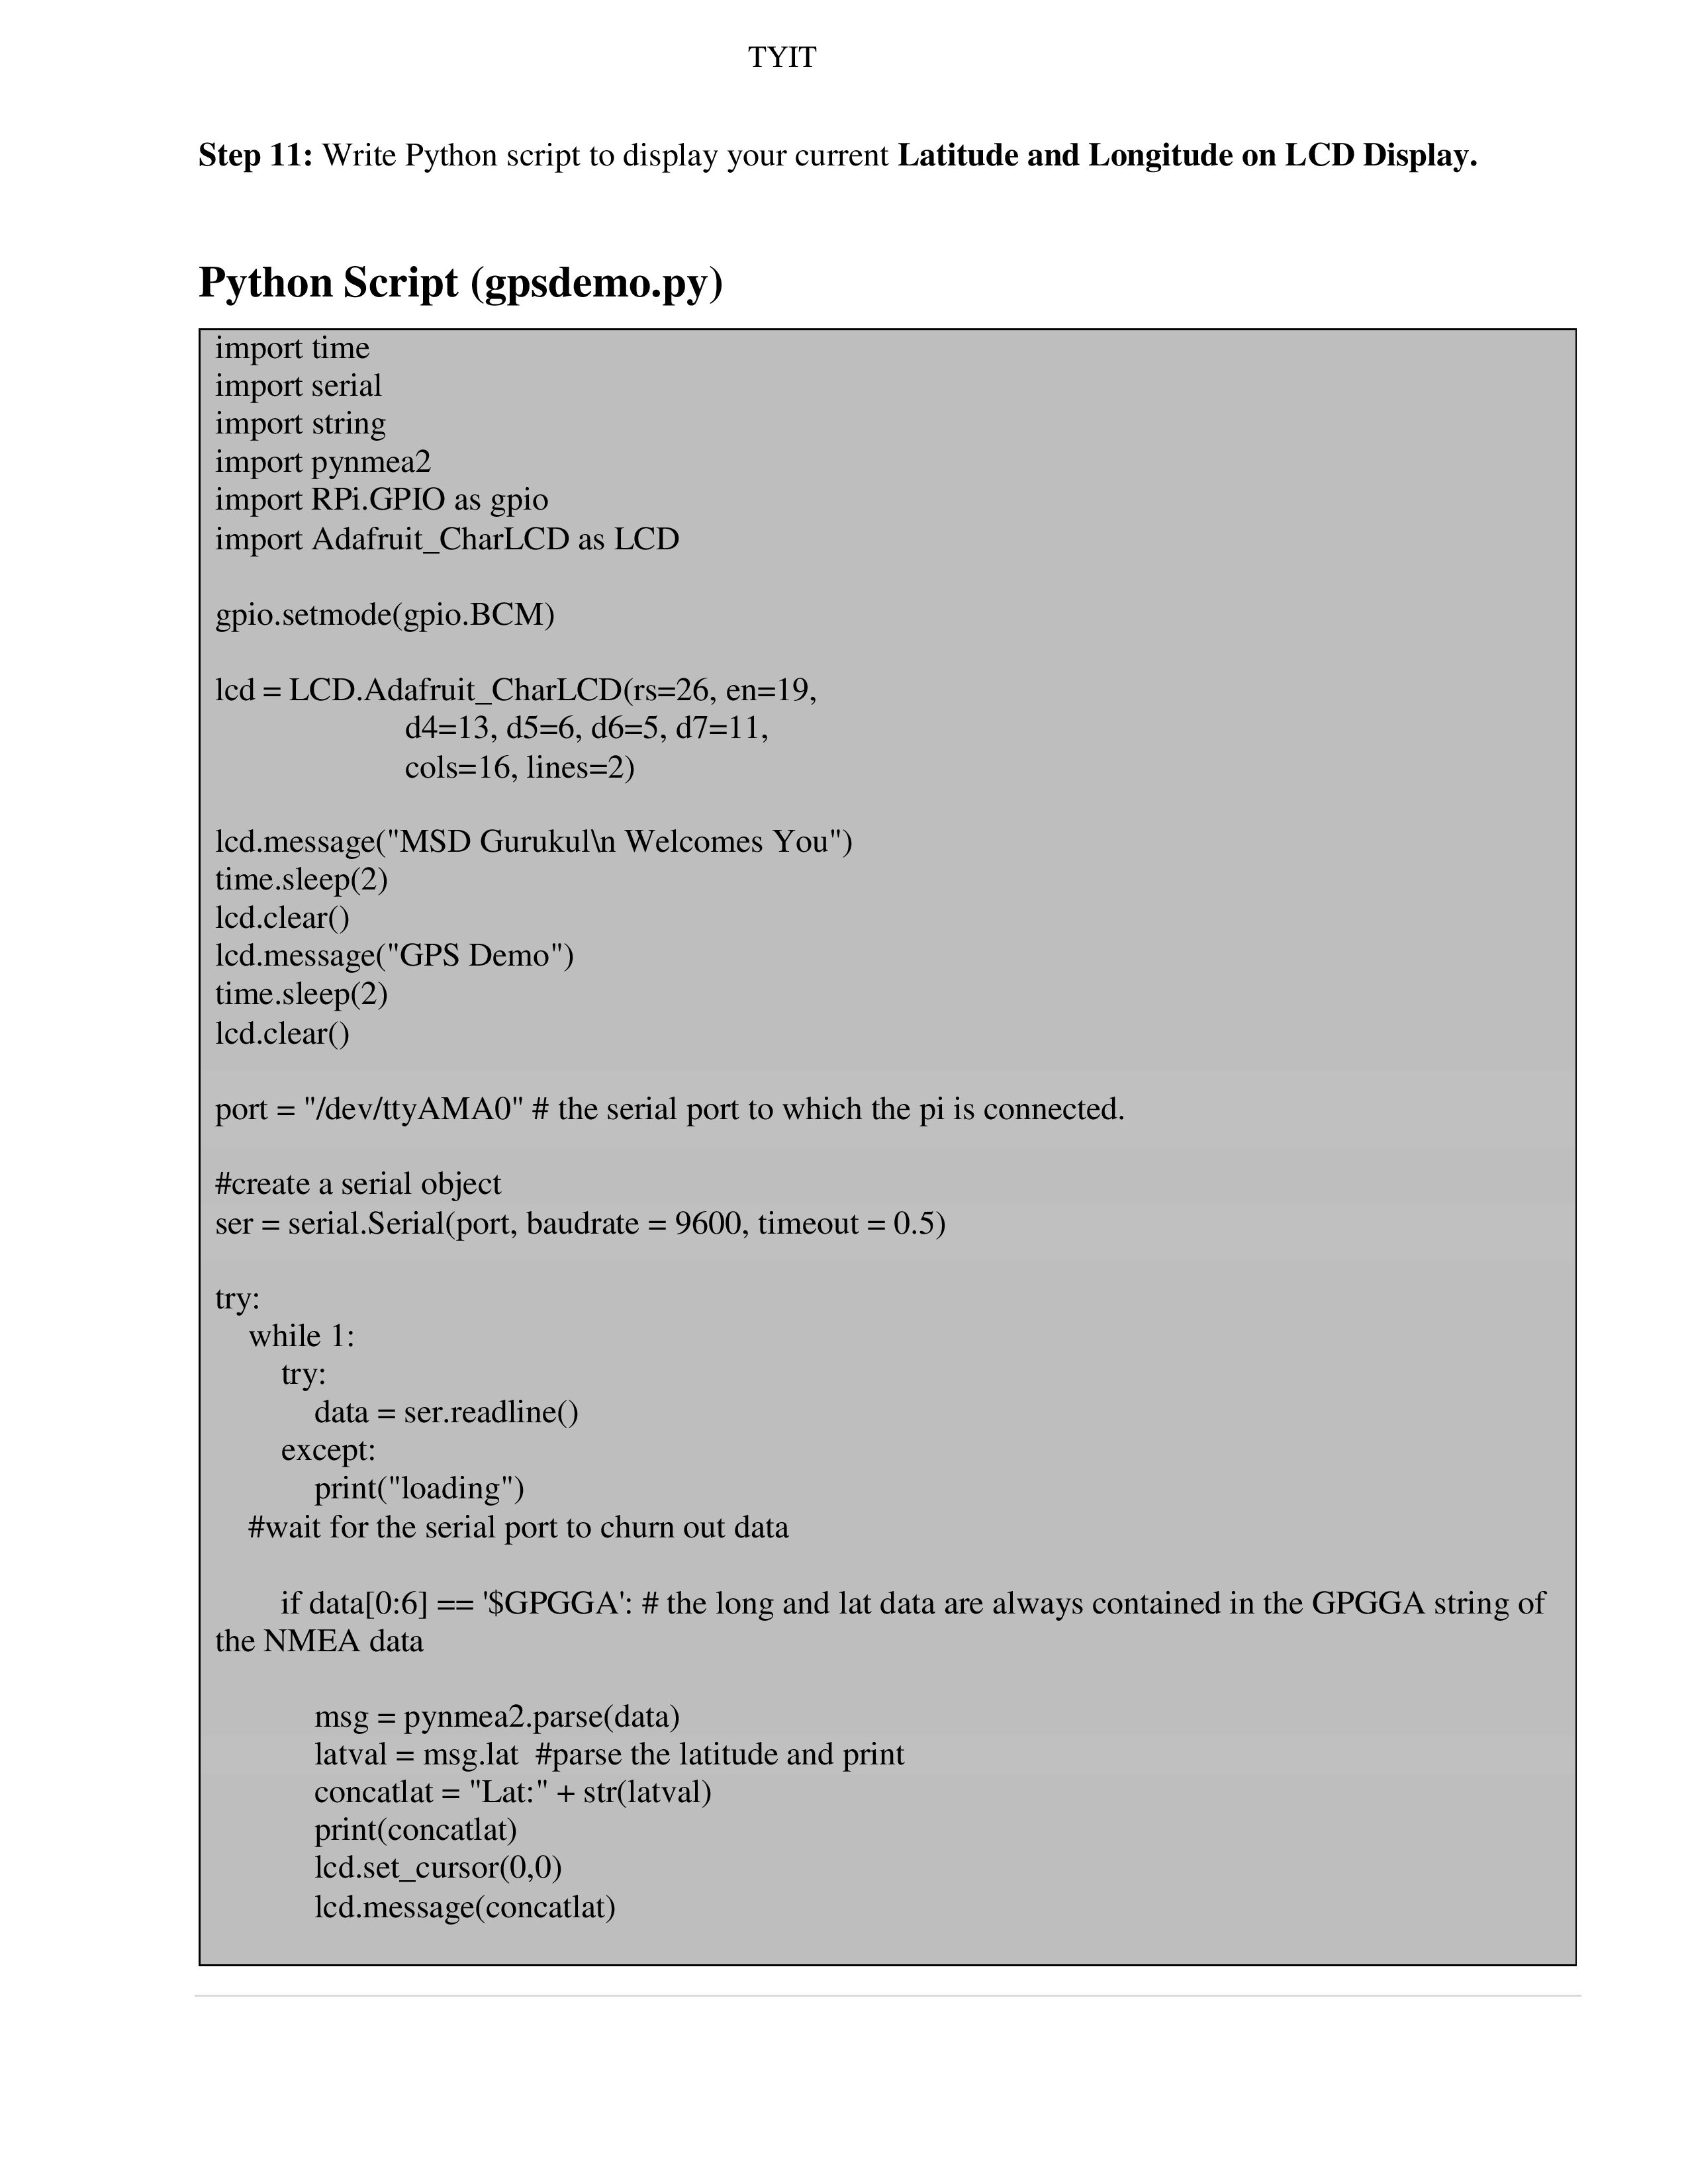 TYIT
Step 11: Write Python script to display your current Latitude and Longitude on LCD Display.
Python Script (gpsdemo.py)
import time
import serial
import string
import pynmea2
import RPi.GPIO as gpio
import Adafruit_CharLCD as LCD
gpio.setmode(gpio.BCM)
lcd = LCD.Adafruit_CharLCD(rs=26, en=19,
d4=13, d5=6, d6=5, d7=11,
cols=16, lines=2)
lcd.message("MSD Gurukul\n Welcomes You")
time.sleep(2)
lcd.clear()
lcd.message("GPS Demo")
time.sleep(2)
lcd.clear()
port = "/dev/ttyAMA0" # the serial port to which the pi is connected.
#create a serial object
ser = serial.Serial(port, baudrate = 9600, timeout = 0.5)
try:
while 1:
try:
data = ser.readline()
except:
print("loading")
#wait for the serial port to churn out data
if data[0:6] == '$GPGGA': # the long and lat data are always contained in the GPGGA string of
the NMEA data
msg = pynmea2.parse(data)
latval = msg.lat  #parse the latitude and print
concatlat = "Lat:" + str(latval)
print(concatlat)
lcd.set_cursor(0,0)
lcd.message(concatlat)